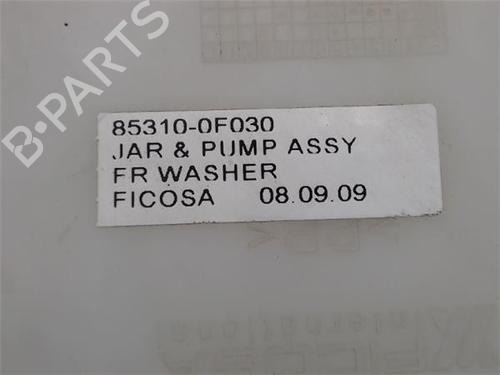 B-PARTS
85310-0F030
JAR & PUMP ASSY
FR WASHER
FICOSA 08.09.09